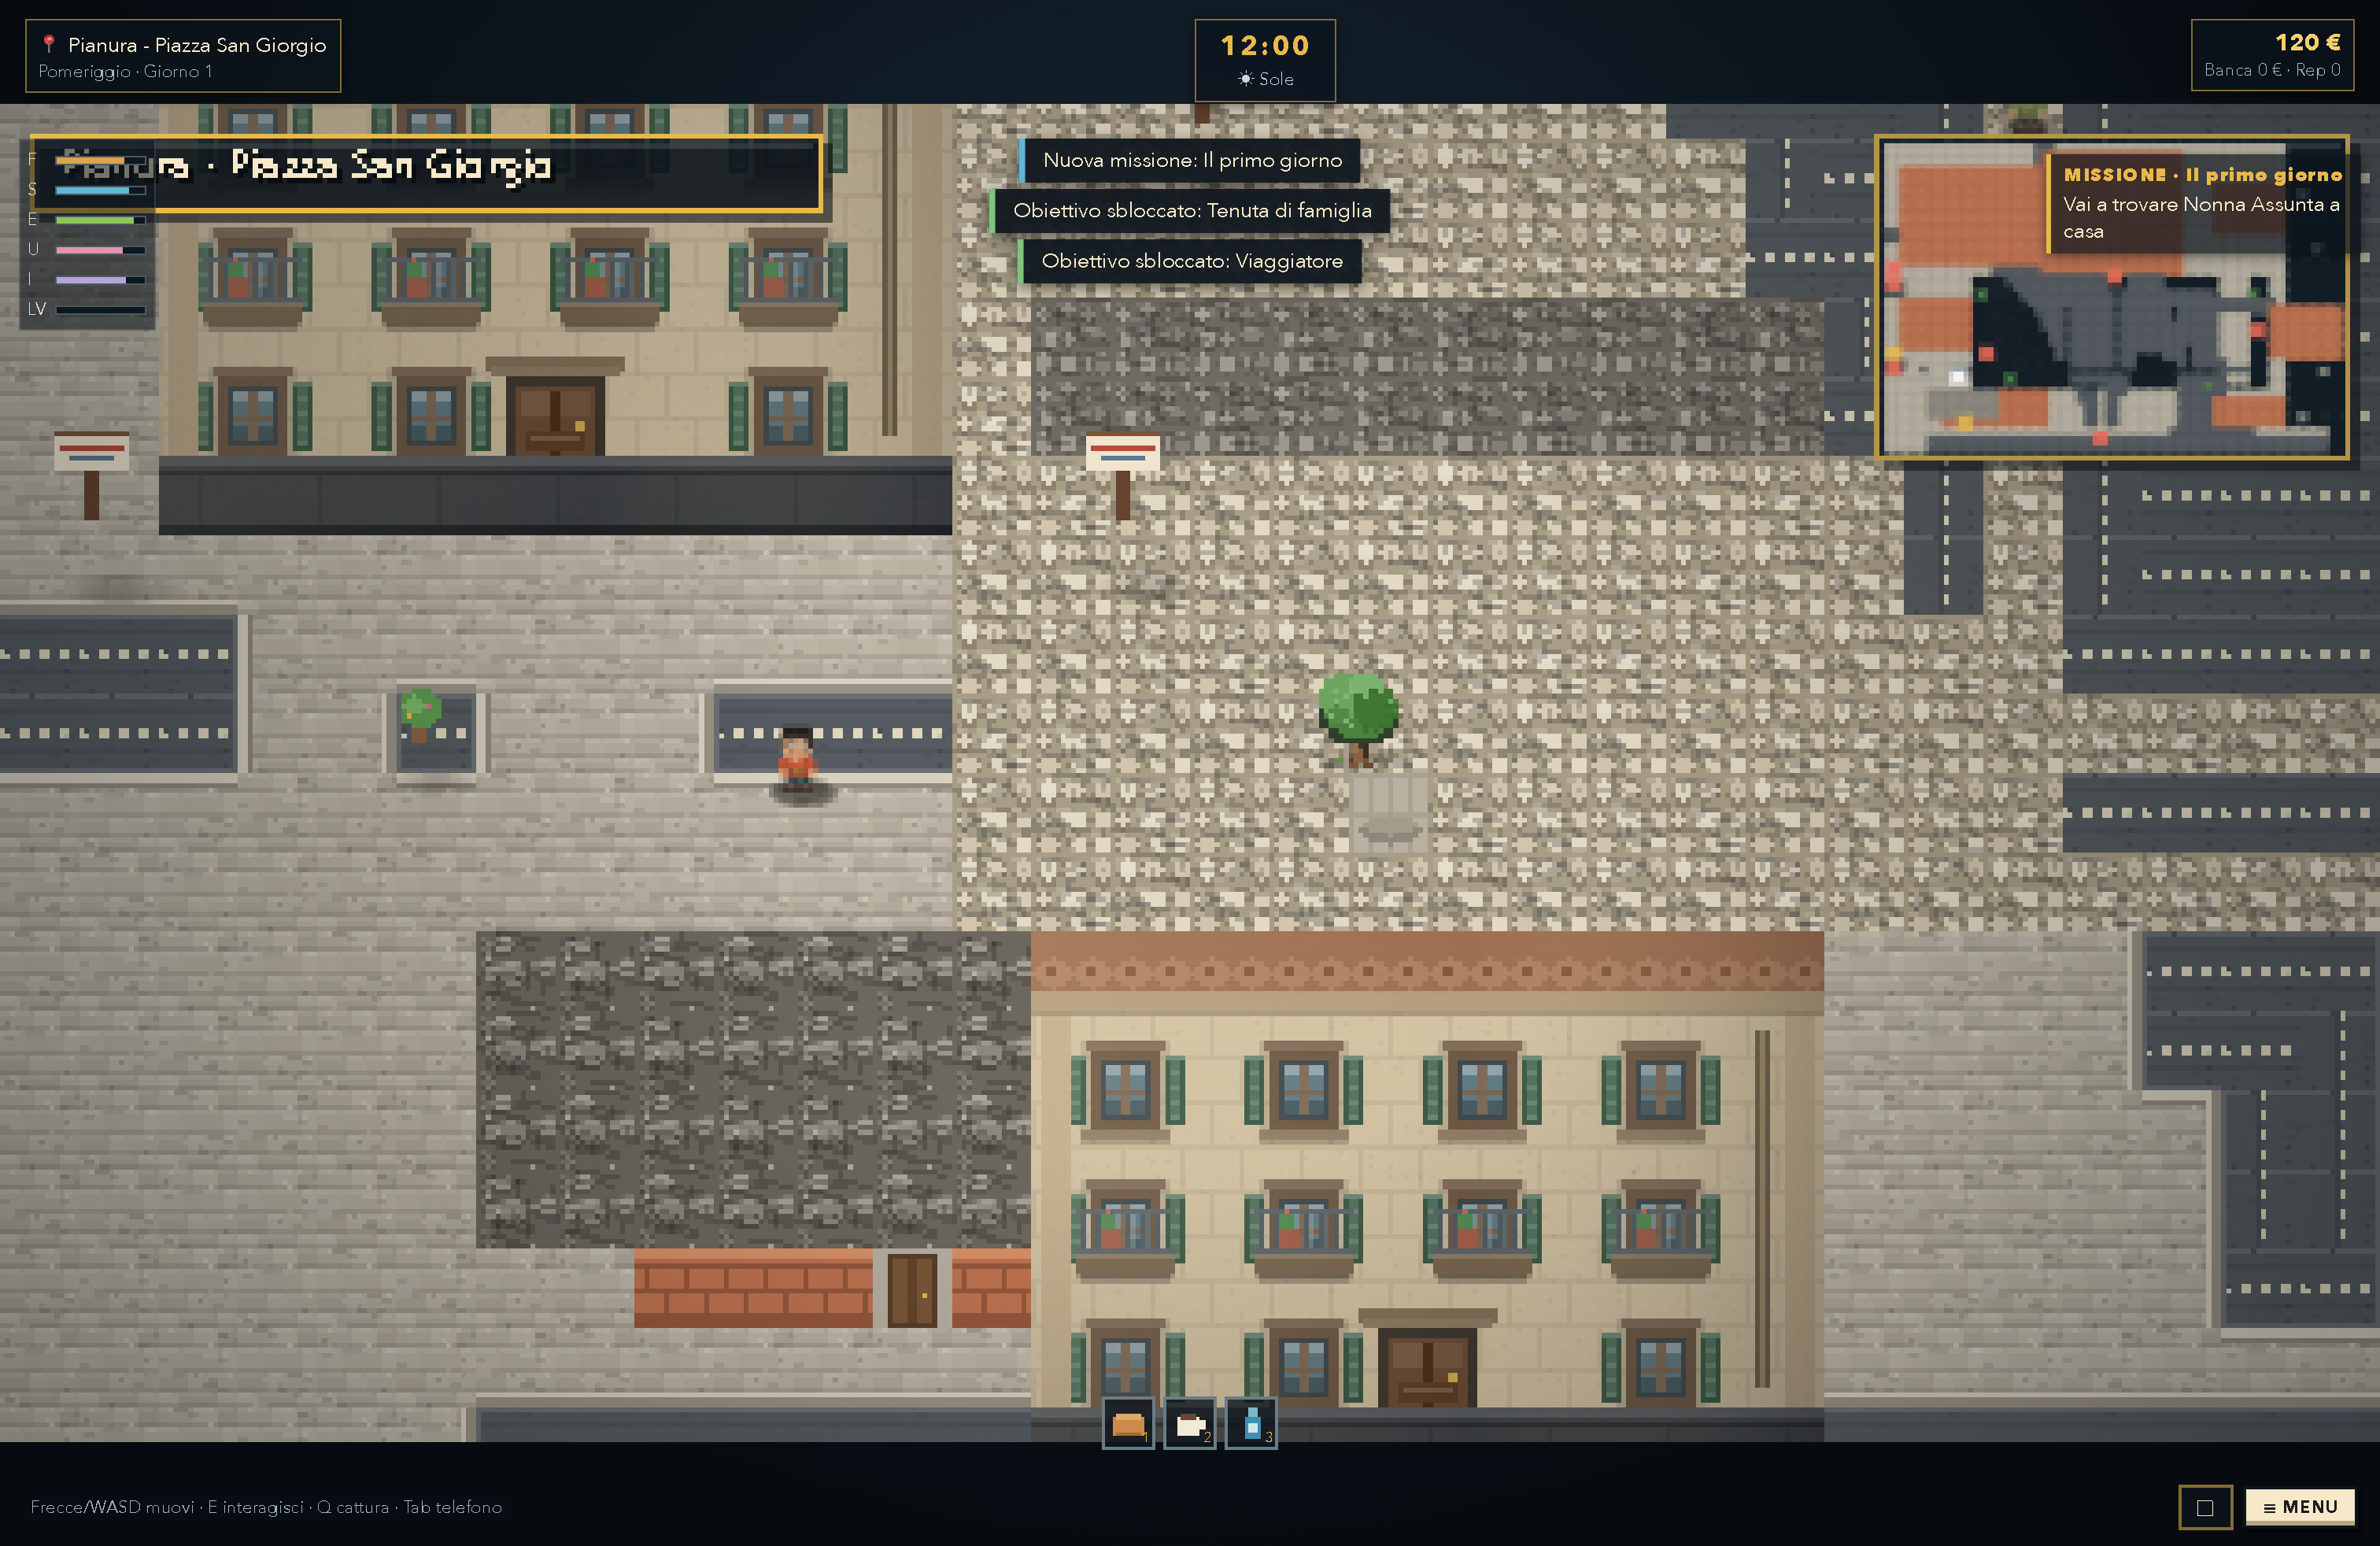 📍 Pianura - Piazza San Giorgio
Pomeriggio · Giorno 1
12:00
☀ Sole
120 €
Banca 0 € · Rep 0
Pianura · Piazza San Giorgio
F
S
E
U
I
LV
Nuova missione: Il primo giorno
Obiettivo sbloccato: Tenuta di famiglia
Obiettivo sbloccato: Viaggiatore
MISSIONE · Il primo giorno
Vai a trovare Nonna Assunta a
casa
1
2
3
Frecce/WASD muovi · E interagisci · Q cattura · Tab telefono
≡ MENU